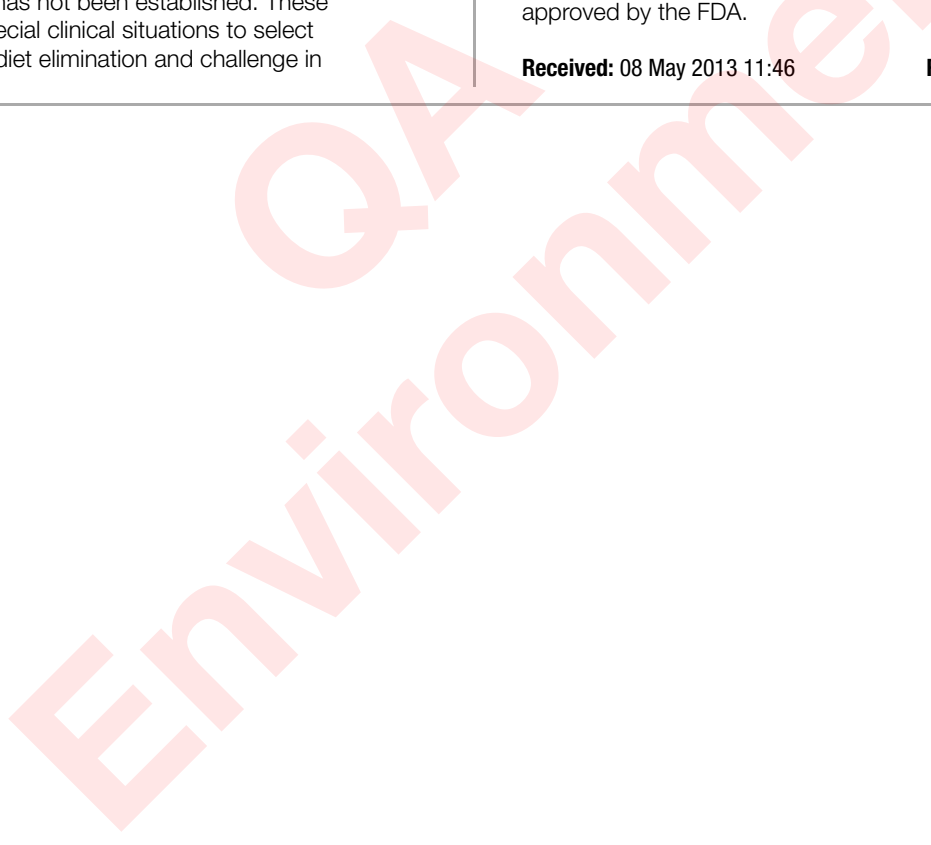 has not been established. These
ecial clinical situations to select
diet elimination and challenge in
approved by the FDA.
Received: 08 May 2013 11:46
QA
Environme